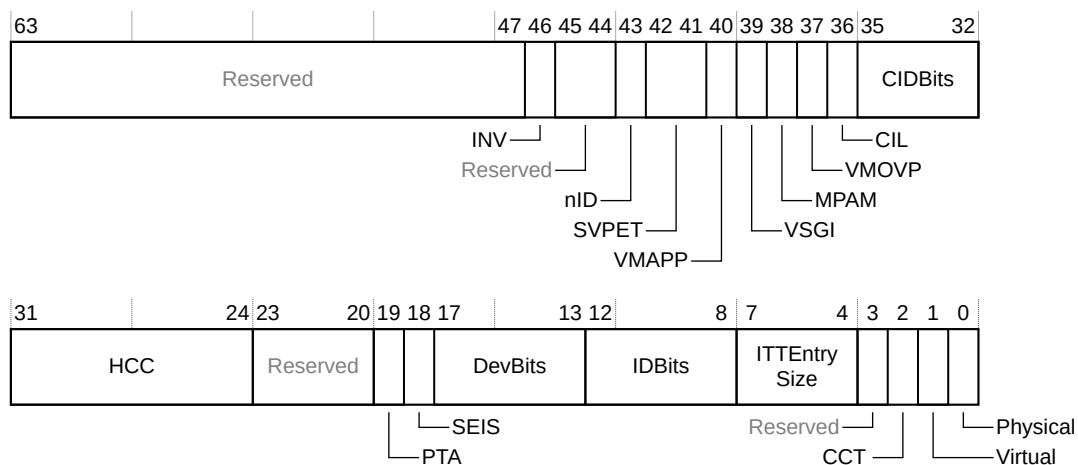 63 47 46 45 44 43 42 41 40 39 38 37 36 35 32
Reserved CIDBits
INV CIL
Reserved VMOVP
nID MPAM
SVPET VSGI
VMAPP
31 24 23 20 19 18 17 13 12 8 7 4 3 2 1 0
HCC Reserved DevBits IDBits ITTEntry
Size
SEIS Reserved Physical
PTA CCT Virtual